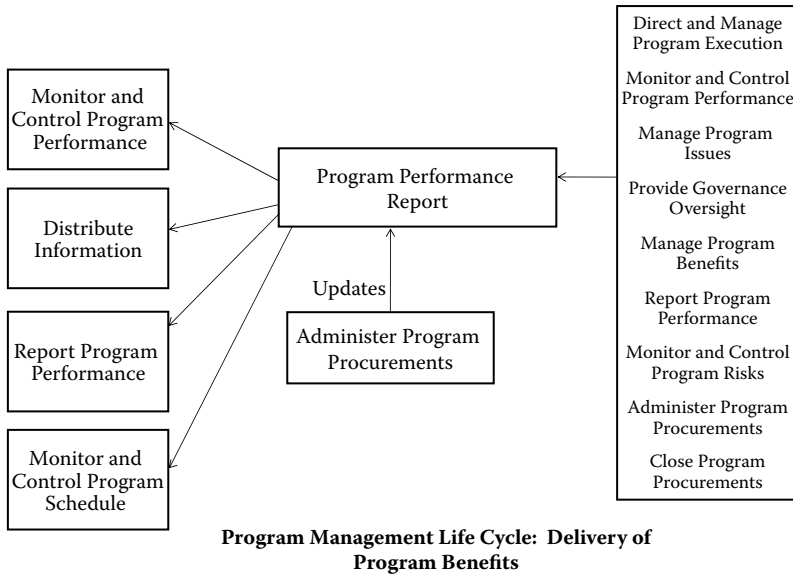 Monitor and
Control Program
Performance
Distribute
Information
Report Program
Performance
Monitor and
Control Program
Schedule
Program Performance
Report
Updates
Administer Program
Procurements
Direct and Manage
Program Execution
Monitor and Control
Program Performance
Manage Program
Issues
Provide Governance
Oversight
Manage Program
Benefits
Report Program
Performance
Monitor and Control
Program Risks
Administer Program
Procurements
Close Program
Procurements
Program Management Life Cycle: Delivery of
Program Benefits